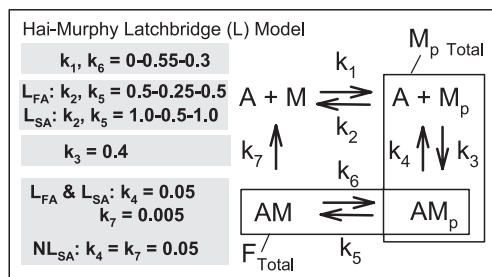 Hai-Murphy Latchbridge (L) Model
k1, k6 = 0-0.55-0.3
LFA: k2, k5 = 0.5-0.25-0.5
LSA: k2, k5 = 1.0-0.5-1.0
k3 = 0.4
LFA & LSA: k4 = 0.05
k7 = 0.005
NLSA: k4 = k7 = 0.05
Mp Total
k1
A + M
A + Mp
k2
k7
k4
k3
k6
AM
AMp
k5
FTotal